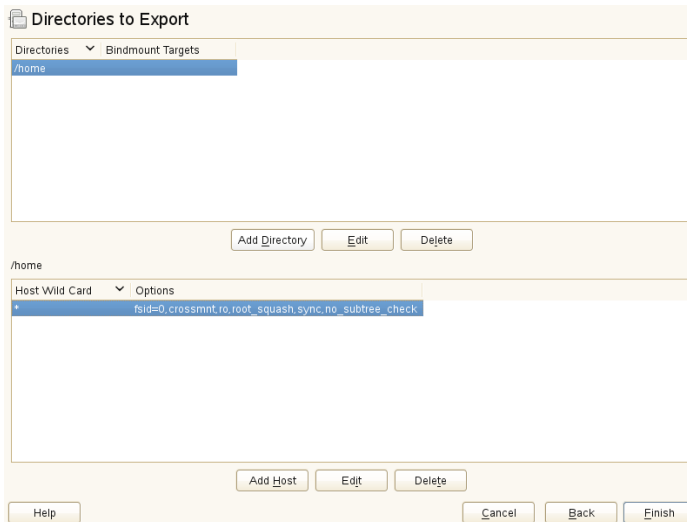 Directories to Export
Directories Bindmount Targets
/home
Add Directory Edit Delete
/home
Host Wild Card Options
* fsid=0,crossmnt,ro,root_squash,sync,no_subtree_check
Add Host Edit Delete
Help Cancel Back Finish